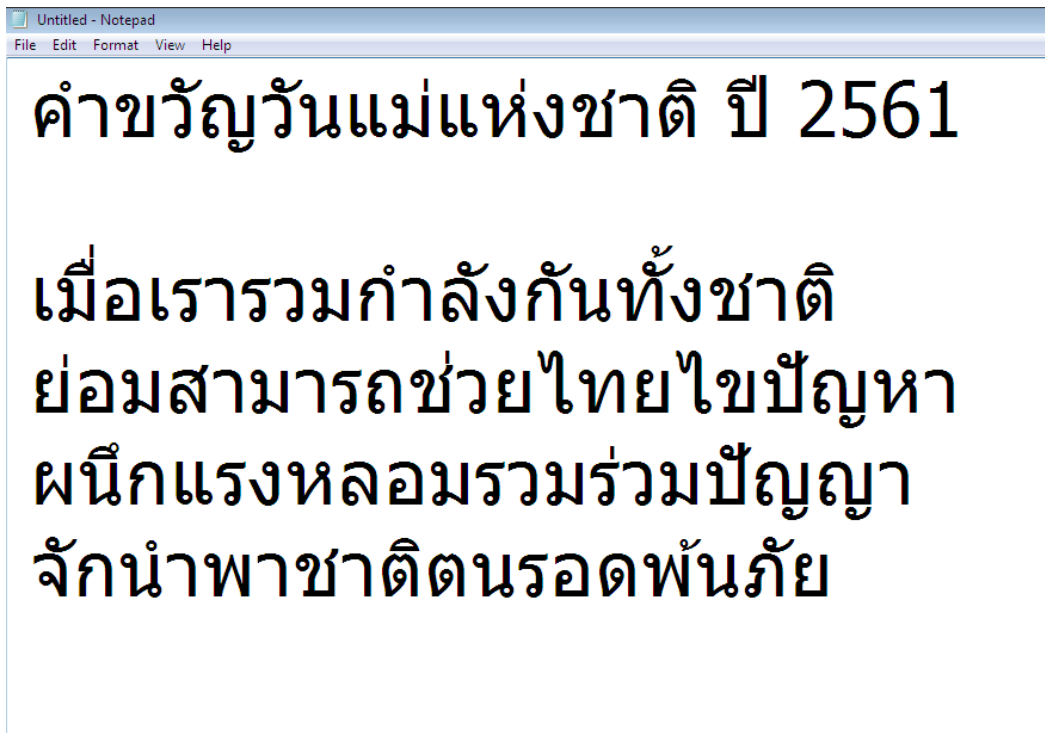 Untitled - Notepad
File Edit Format View Help
คำขวัญวันแม่แห่งชาติ ปี 2561
เมื่อเรารวมกำลังกันทั้งชาติ
ย่อมสามารถช่วยไทยไขปัญหา
ผนึกแรงหลอมรวมร่วมปัญญา
จักนำพาชาติตนรอดพ้นภัย